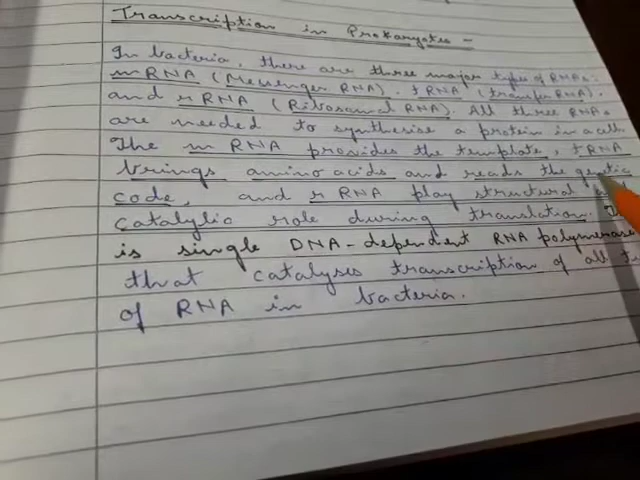 Transcription in Prokaryotes -
In bacteria, there are three major types of RNAs:
mRNA (Messenger RNA), tRNA (transfer RNA),
and rRNA (Ribosomal RNA). All three RNAs
are needed to synthesise a protein in a cell.
The mRNA provides the template, tRNA
brings amino acids and reads the genetic
code, and rRNA play structural and
catalytic role during translation.
is single DNA-dependent RNA polymerase
that catalyses transcription of all
of RNA in bacteria.